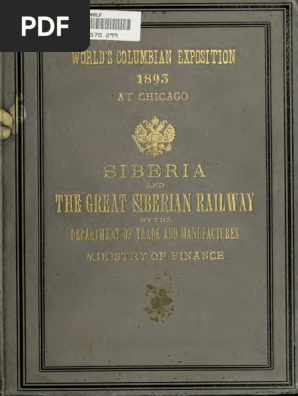 PDF
WORLD'S COLUMBIAN EXPOSITION
1893
AT CHICAGO
SIBERIA
AND
THE GREAT SIBERIAN RAILWAY
BY THE
DEPARTMENT OF TRADE AND MANUFACTURES
MINISTRY OF FINANCE